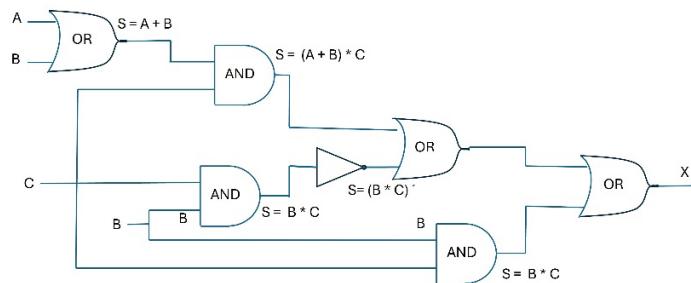 A
S = A + B
OR
B
S = (A + B) * C
AND
OR
X
OR
C
AND
S= (B * C) ´
B
S = B * C
B
B
AND
S = B * C